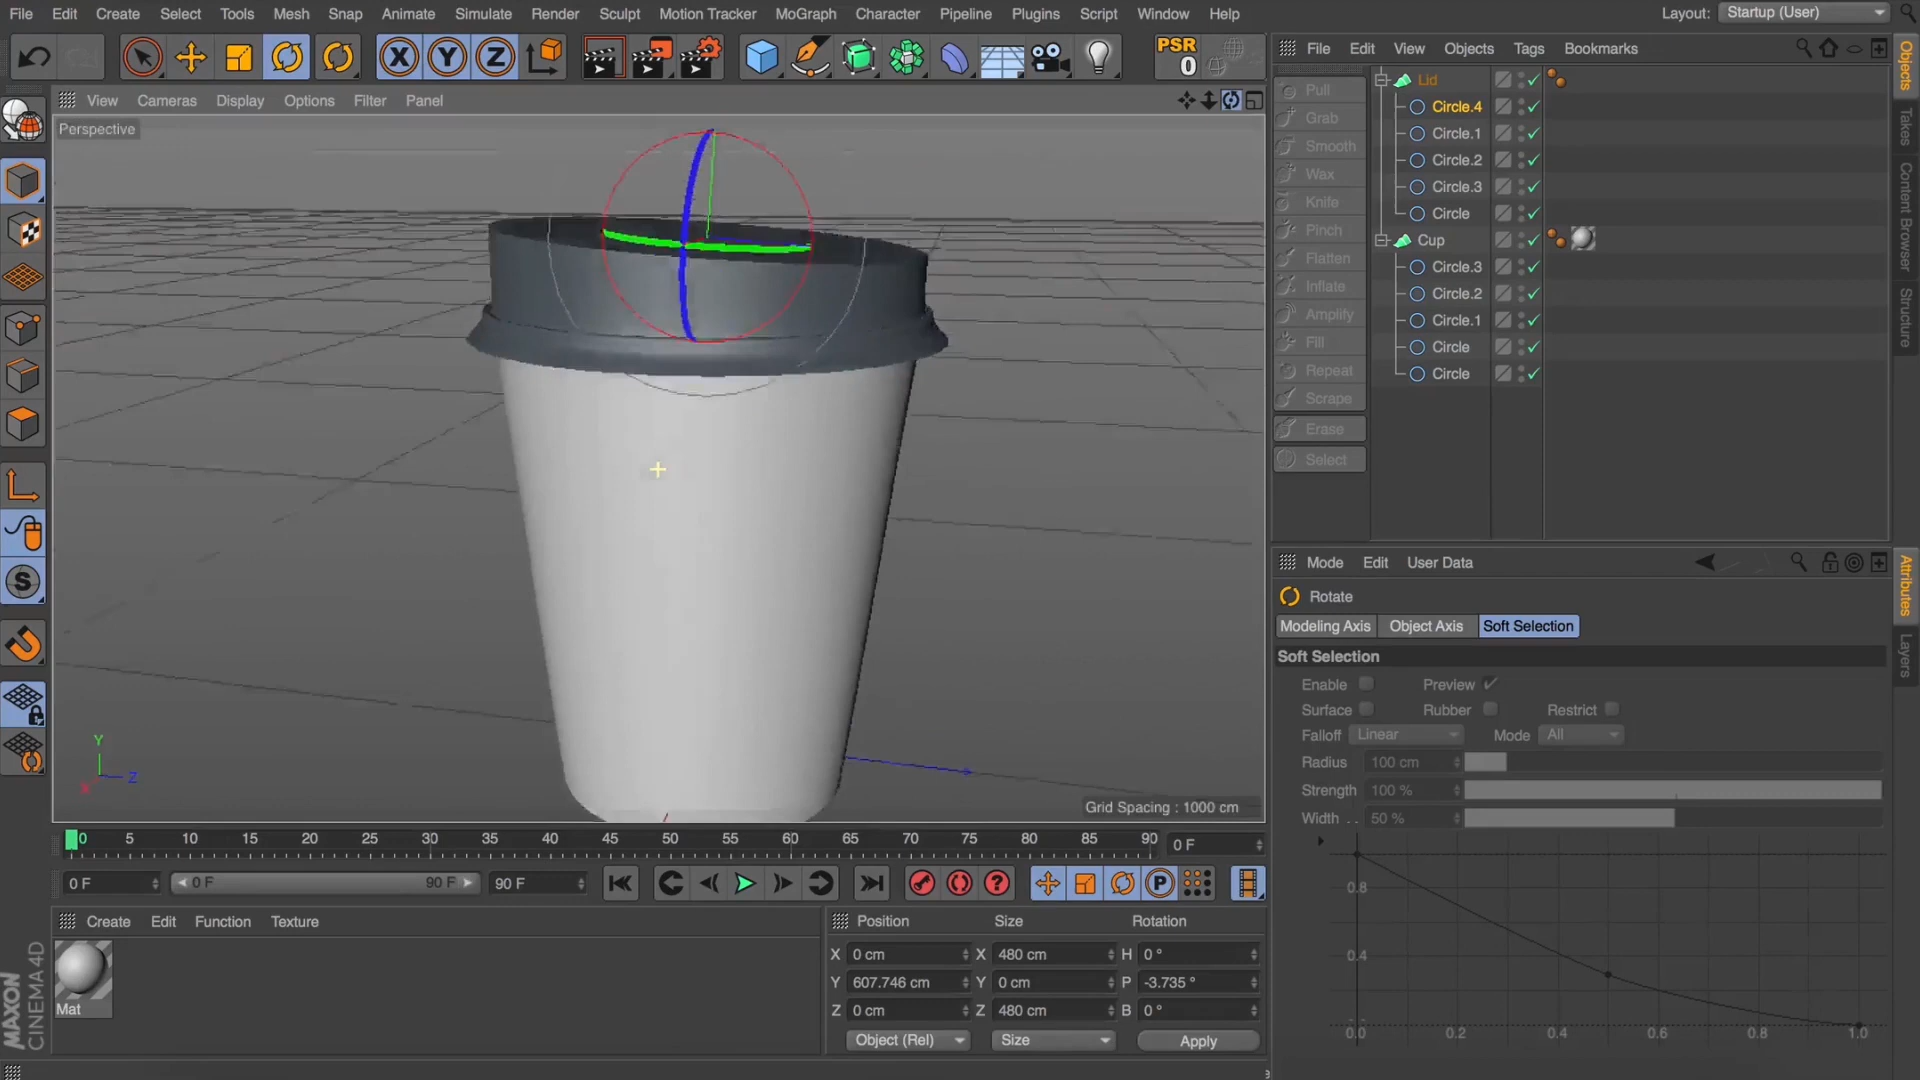 File Edit Create Select Tools Mesh Snap Animate Simulate Render Sculpt Motion Tracker MoGraph Character Pipeline Plugins Script Window Help
Layout: Startup (User)
X Y Z
PSR
0
File Edit View Objects Tags Bookmarks
View Cameras Display Options Filter Panel
Perspective
Lid
Circle.4
Circle.1
Circle.2
Circle.3
Circle
Cup
Circle.3
Circle.2
Circle.1
Circle
Circle
Pull
Grab
Smooth
Wax
Knife
Pinch
Flatten
Inflate
Amplify
Fill
Repeat
Scrape
Erase
Select
Objects
Takes
Content Browser
Structure
S
Mode Edit User Data
Rotate
Modeling Axis Object Axis Soft Selection
Soft Selection
Enable Preview
Surface Rubber Restrict
Falloff Linear Mode All
Radius 100 cm
Strength 100 %
Width 50 %
0.8
0.4
0.0 0.2 0.4 0.6 0.8 1.0
Attributes
Layers
Y
Z
X
Grid Spacing : 1000 cm
0 5 10 15 20 25 30 35 40 45 50 55 60 65 70 75 80 85 90
0 F
0 F 0 F 90 F 90 F
P
Create Edit Function Texture
Mat
MAXON
CINEMA 4D
Position Size Rotation
X 0 cm X 480 cm H 0 °
Y 607.746 cm Y 0 cm P -3.735 °
Z 0 cm Z 480 cm B 0 °
Object (Rel) Size Apply